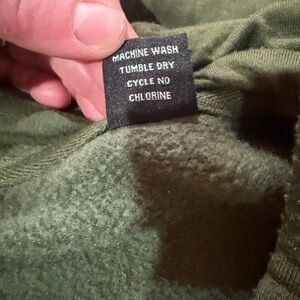 MACHINE WASH
TUMBLE DRY
CYCLE NO
CHLORINE